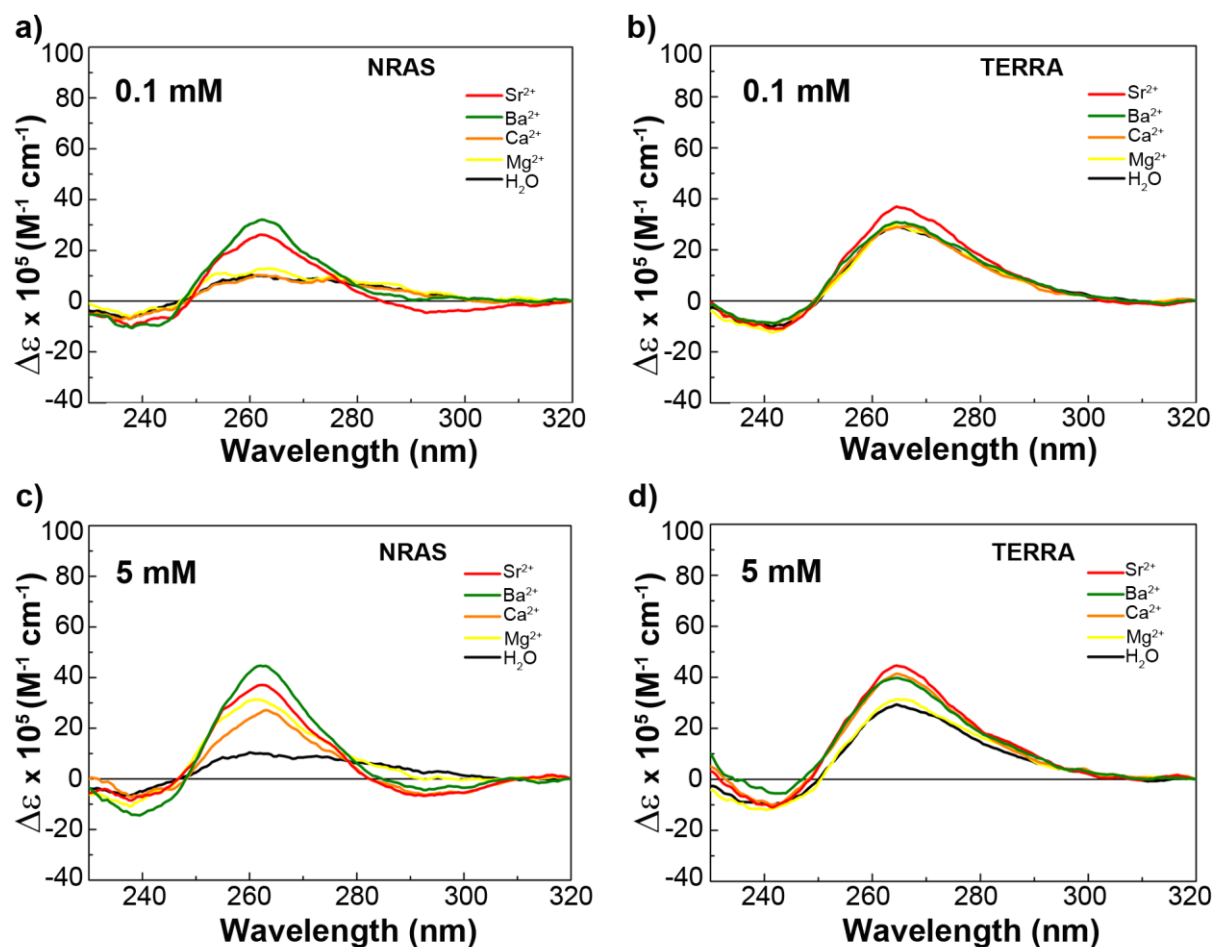 a)
NRAS
0.1 mM
Sr²⁺
Ba²⁺
Ca²⁺
Mg²⁺
H₂O
Δε x 10⁵ (M⁻¹ cm⁻¹)
100
80
60
40
20
0
-20
-40
240 260 280 300 320
Wavelength (nm)
b)
TERRA
0.1 mM
Sr²⁺
Ba²⁺
Ca²⁺
Mg²⁺
H₂O
Δε x 10⁵ (M⁻¹ cm⁻¹)
100
80
60
40
20
0
-20
-40
240 260 280 300 320
Wavelength (nm)
c)
NRAS
5 mM
Sr²⁺
Ba²⁺
Ca²⁺
Mg²⁺
H₂O
Δε x 10⁵ (M⁻¹ cm⁻¹)
100
80
60
40
20
0
-20
-40
240 260 280 300 320
Wavelength (nm)
d)
TERRA
5 mM
Sr²⁺
Ba²⁺
Ca²⁺
Mg²⁺
H₂O
Δε x 10⁵ (M⁻¹ cm⁻¹)
100
80
60
40
20
0
-20
-40
240 260 280 300 320
Wavelength (nm)